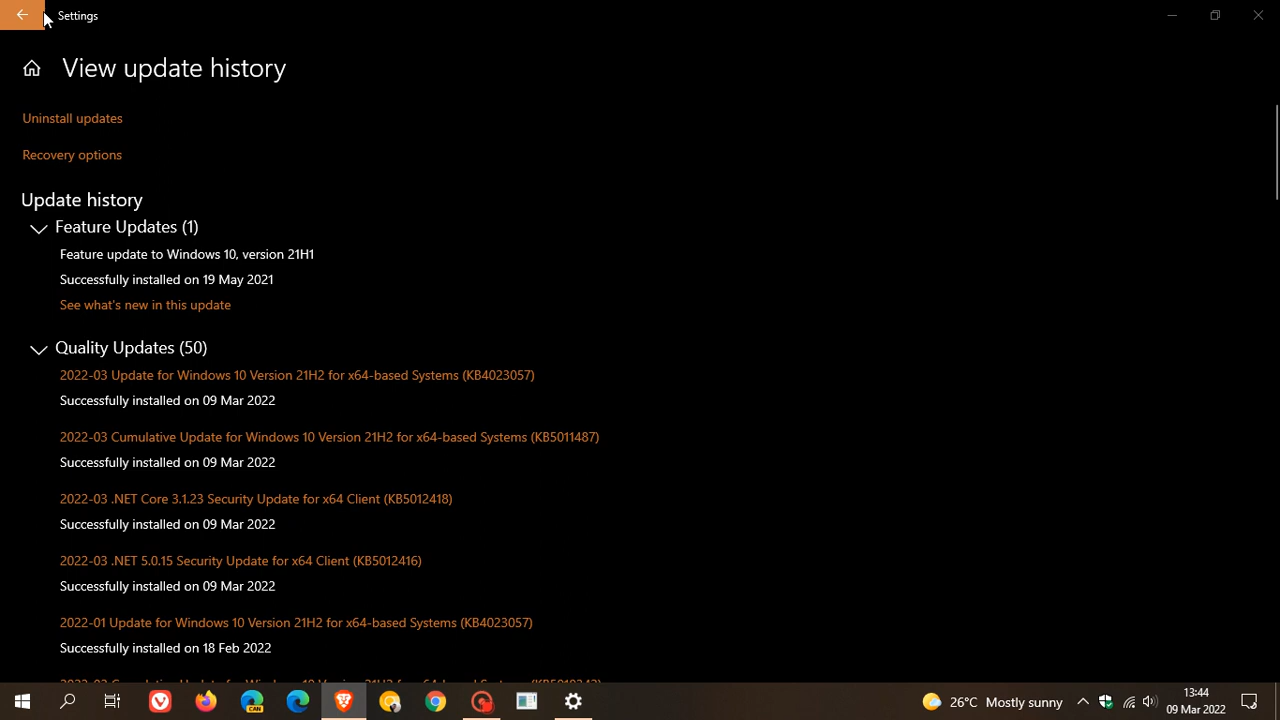 Settings
View update history
Uninstall updates
Recovery options
Update history
Feature Updates (1)
Feature update to Windows 10, version 21H1
Successfully installed on 19 May 2021
See what's new in this update
Quality Updates (50)
2022-03 Update for Windows 10 Version 21H2 for x64-based Systems (KB4023057)
Successfully installed on 09 Mar 2022
2022-03 Cumulative Update for Windows 10 Version 21H2 for x64-based Systems (KB5011487)
Successfully installed on 09 Mar 2022
2022-03 .NET Core 3.1.23 Security Update for x64 Client (KB5012418)
Successfully installed on 09 Mar 2022
2022-03 .NET 5.0.15 Security Update for x64 Client (KB5012416)
Successfully installed on 09 Mar 2022
2022-01 Update for Windows 10 Version 21H2 for x64-based Systems (KB4023057)
Successfully installed on 18 Feb 2022
CAN
26°C Mostly sunny
13:44
09 Mar 2022